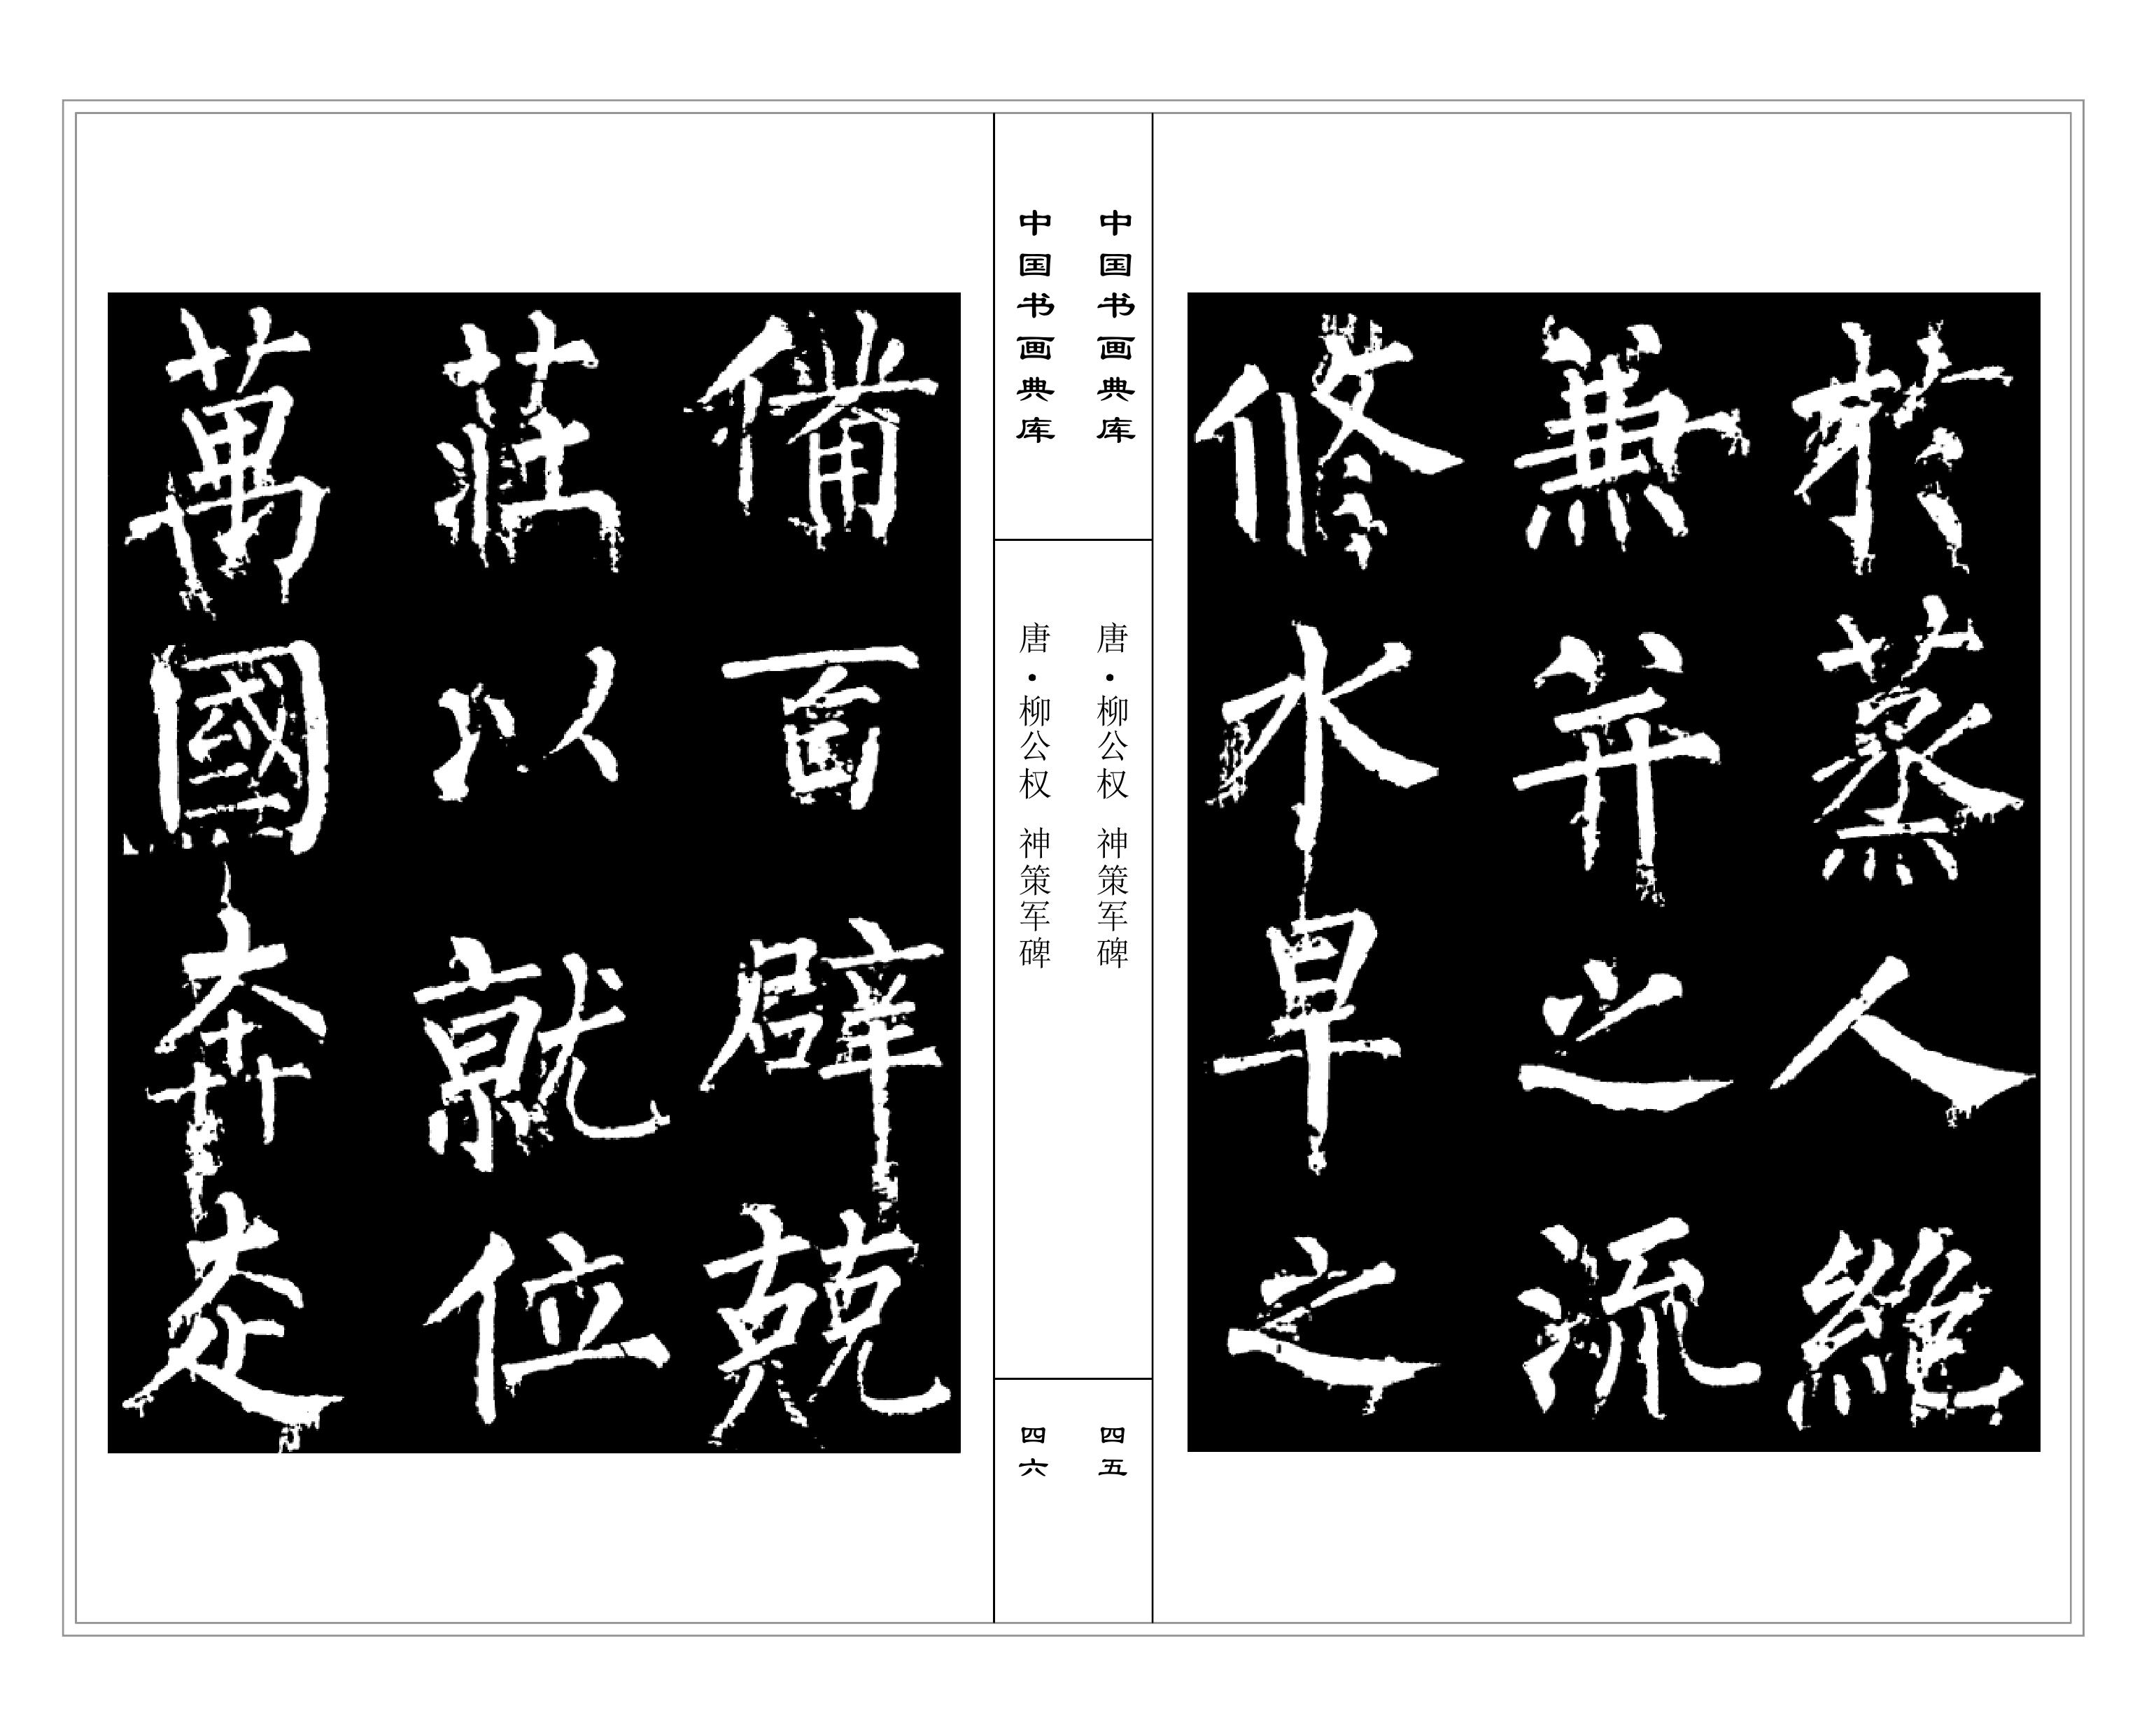 於蒸人絶
兼并之流
修水旱之
中国书画典库
唐·柳公权 神策军碑
四五
中国书画典库
唐·柳公权 神策军碑
四六
備百辟兢
莊以就位
萬國奔走